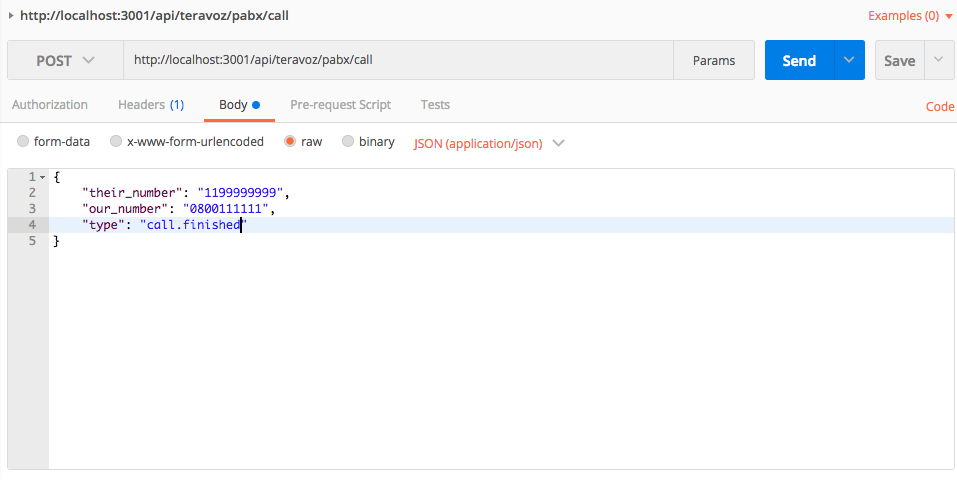 http://localhost:3001/api/teravoz/pabx/call Examples (0)
POST http://localhost:3001/api/teravoz/pabx/call Params Send Save
Authorization Headers (1) Body Pre-request Script Tests Code
form-data x-www-form-urlencoded raw binary JSON (application/json)
1 {
2 "their_number": "1199999999",
3 "our_number": "0800111111",
4 "type": "call.finished"
5 }